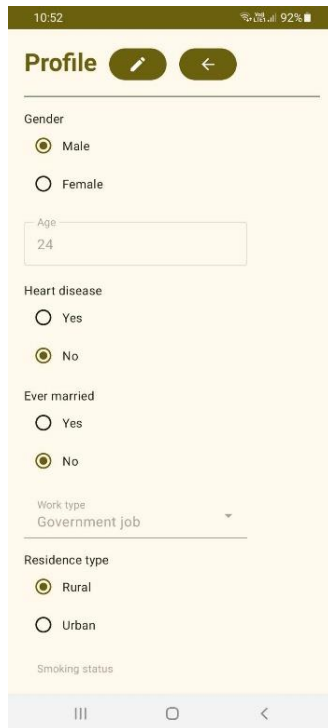 10:52
92%
Profile
Gender
Male
Female
Age
24
Heart disease
Yes
No
Ever married
Yes
No
Work type
Government job
Residence type
Rural
Urban
Smoking status